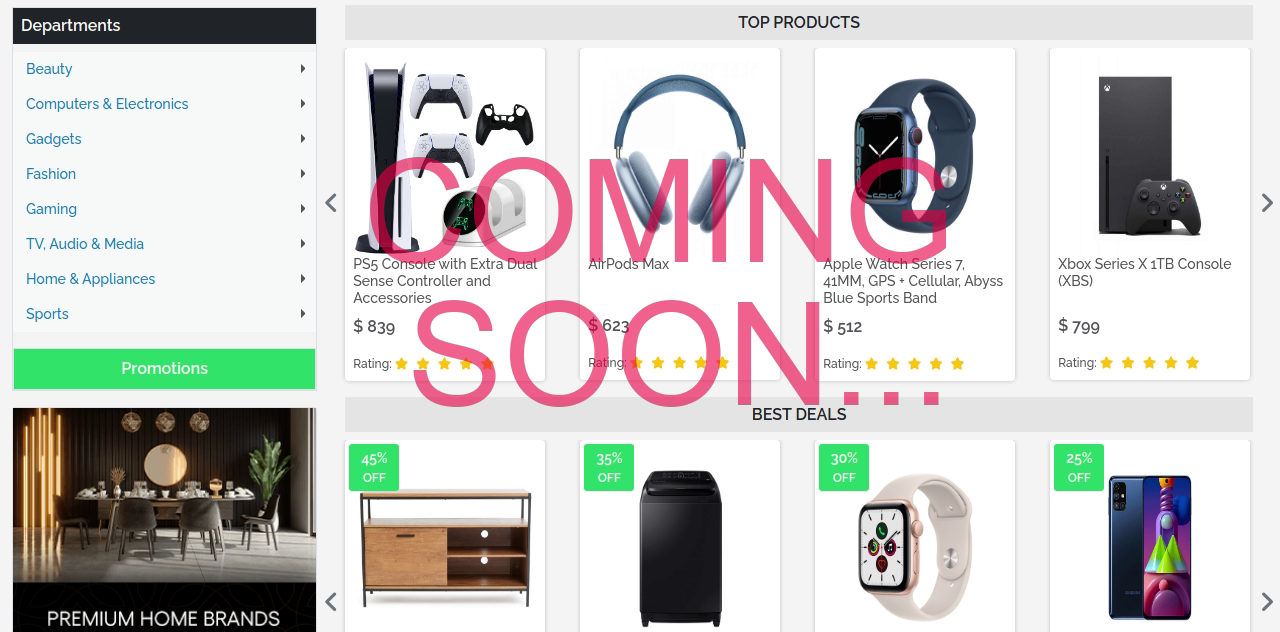 Departments
Beauty
Computers & Electronics
Gadgets
Fashion
Gaming
TV, Audio & Media
Home & Appliances
Sports
Promotions
PREMIUM HOME BRANDS
TOP PRODUCTS
COMING
SOON...
PS5 Console with Extra Dual
Sense Controller and
Accessories
$ 839
Rating:
AirPods Max
$ 623
Rating:
Apple Watch Series 7,
41MM, GPS + Cellular, Abyss
Blue Sports Band
$ 512
Rating:
Xbox Series X 1TB Console
(XBS)
$ 799
Rating:
BEST DEALS
45%
OFF
35%
OFF
30%
OFF
25%
OFF